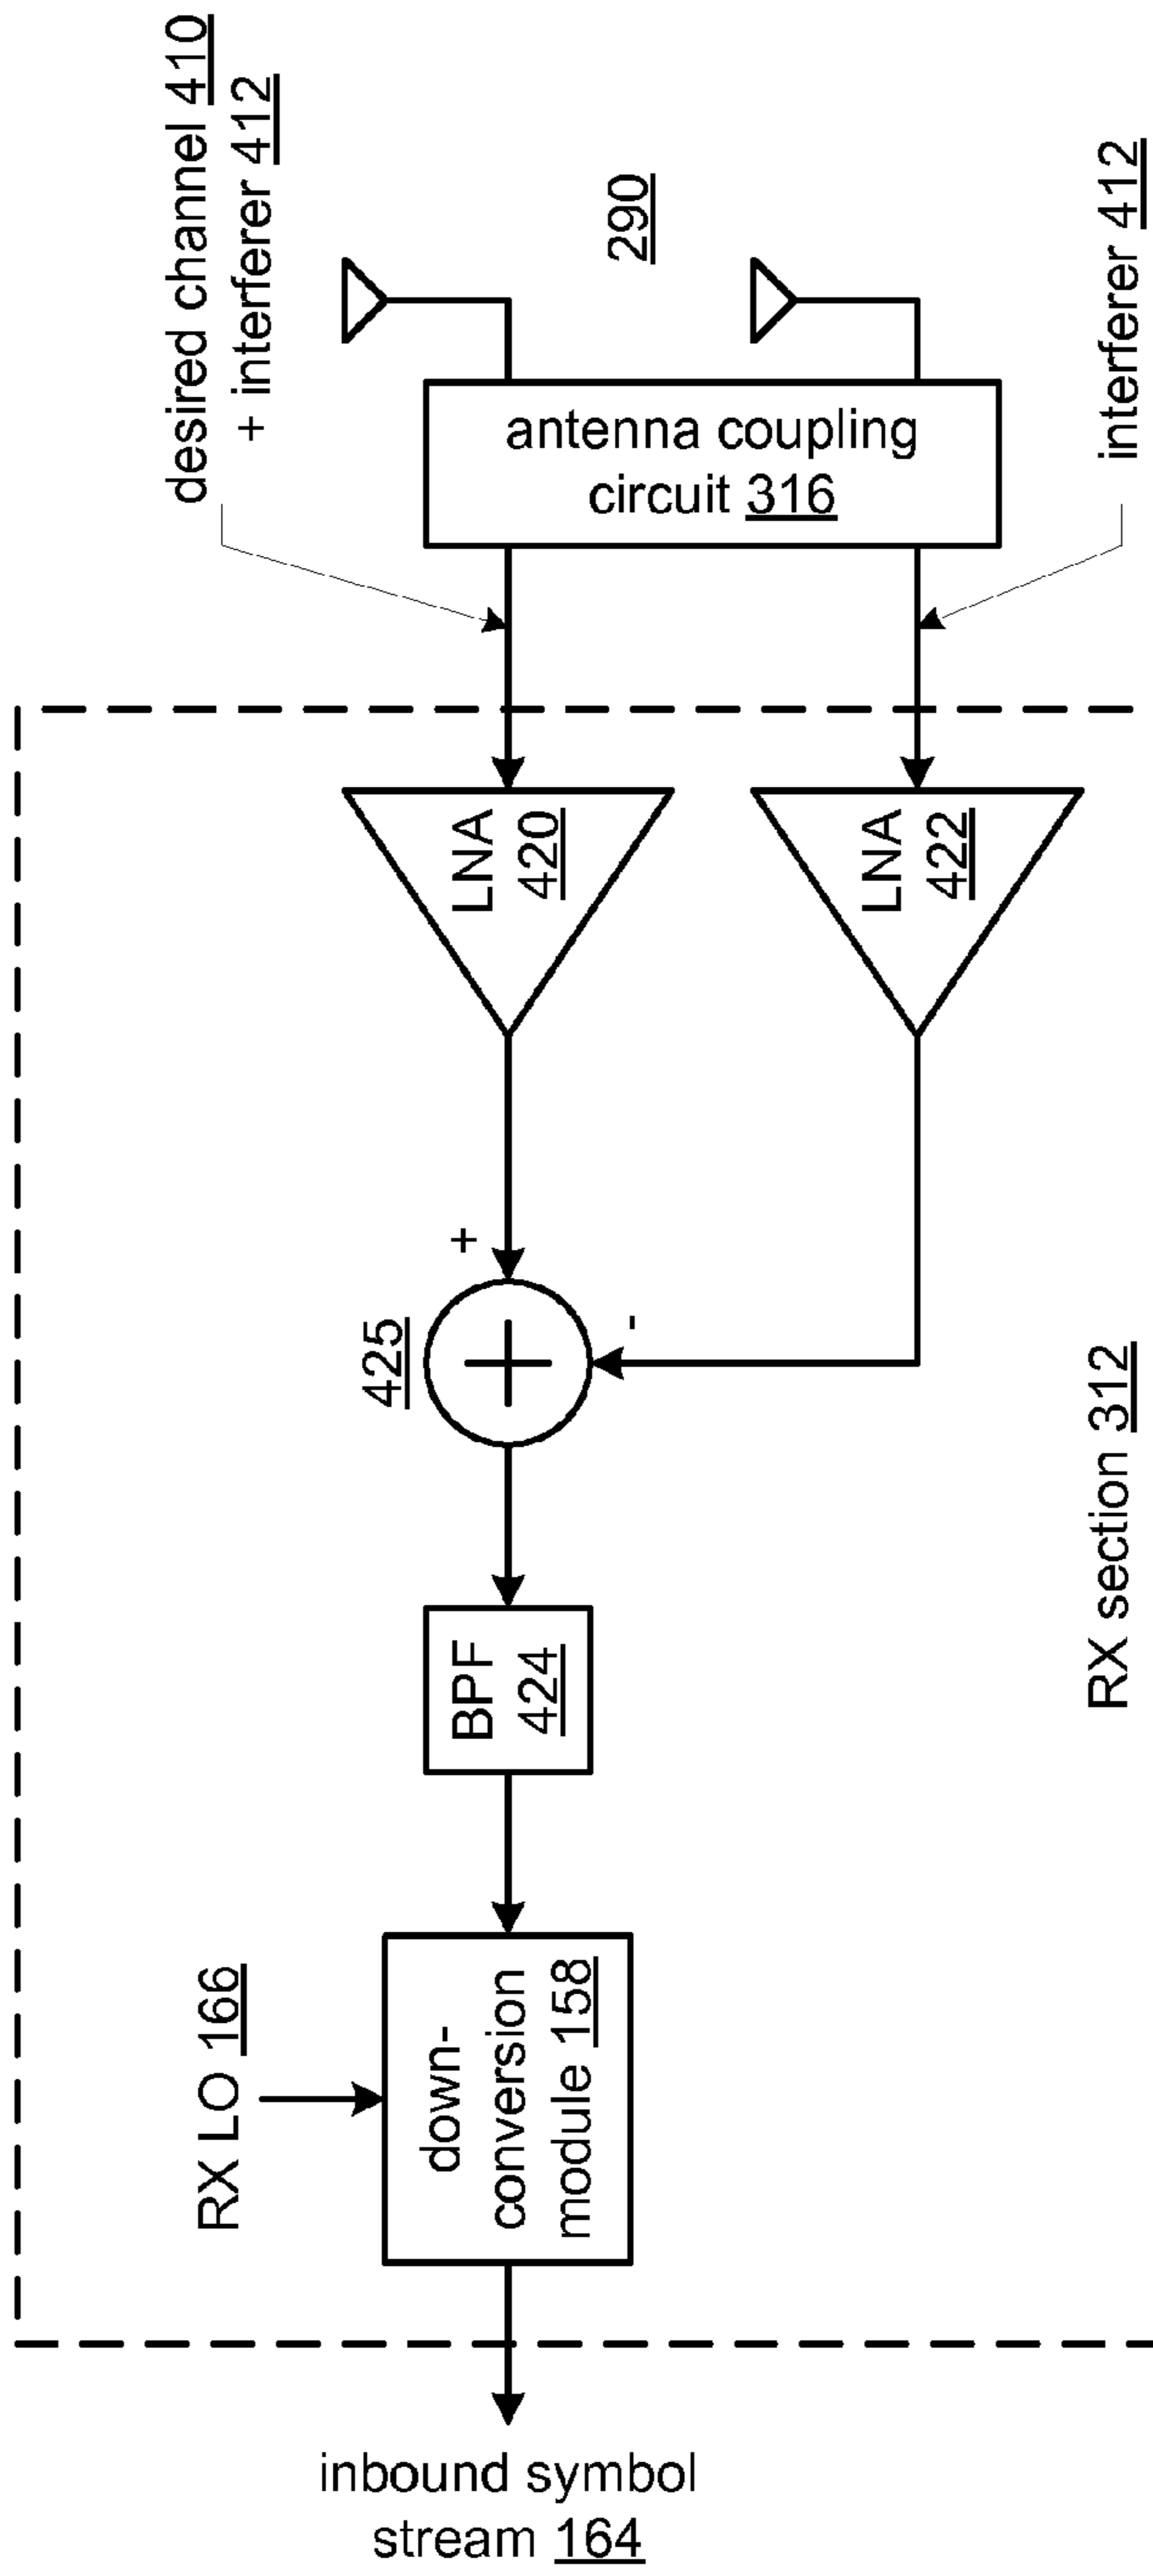 desired channel 410
+ interferer 412
290
antenna coupling
circuit 316
interferer 412
LNA
420
LNA
422
+
-
425
BPF
424
RX section 312
RX LO 166
down-
conversion
module 158
inbound symbol
stream 164